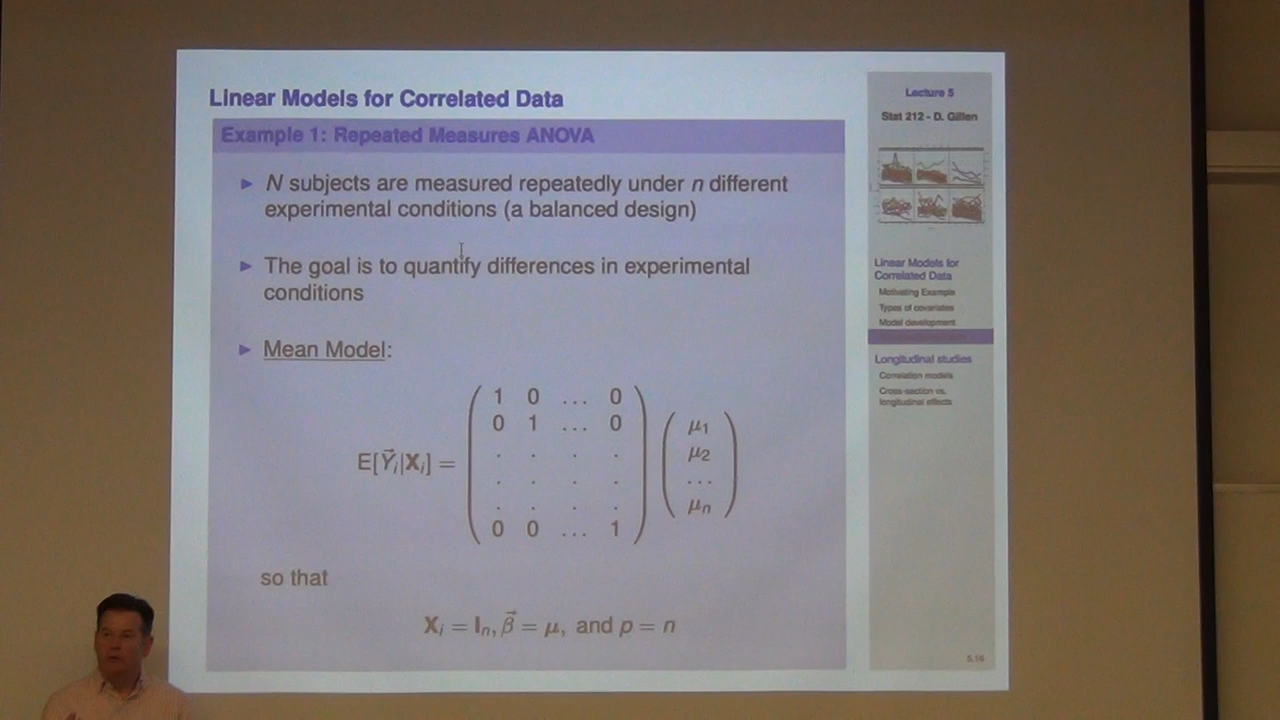 Linear Models for Correlated Data
Example 1: Repeated Measures ANOVA
► N subjects are measured repeatedly under n different
experimental conditions (a balanced design)
► The goal is to quantify differences in experimental
conditions
► Mean Model:
1 0 ... 0
0 1 ... 0
. . . .
. . . .
. . . .
0 0 ... 1
E[Y⃗ᵢ|Xᵢ] =
μ₁
μ₂
...
μₙ
so that
Xᵢ = Iₙ, β⃗ = μ, and p = n
Lecture 5
Stat 212 - D. Gillen
Linear Models for
Correlated Data
Motivating Example
Types of covariates
Model development
Longitudinal studies
Correlation models
Cross-section vs.
longitudinal effects
5.16